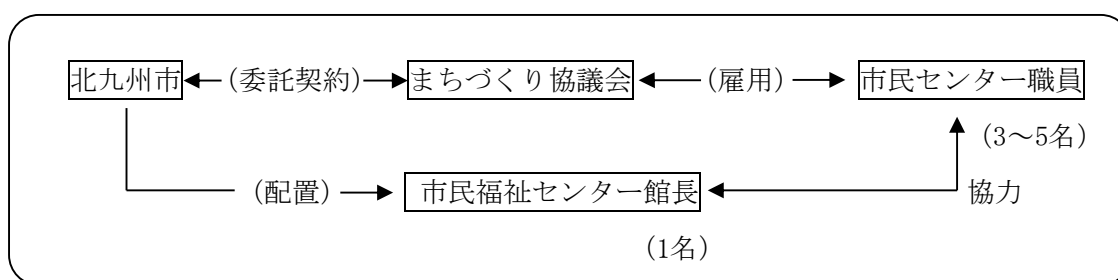 北九州市 (委託契約) まちづくり協議会 (雇用) 市民センター職員
(3~5名)
(配置) 市民福祉センター館長 協力
(1名)